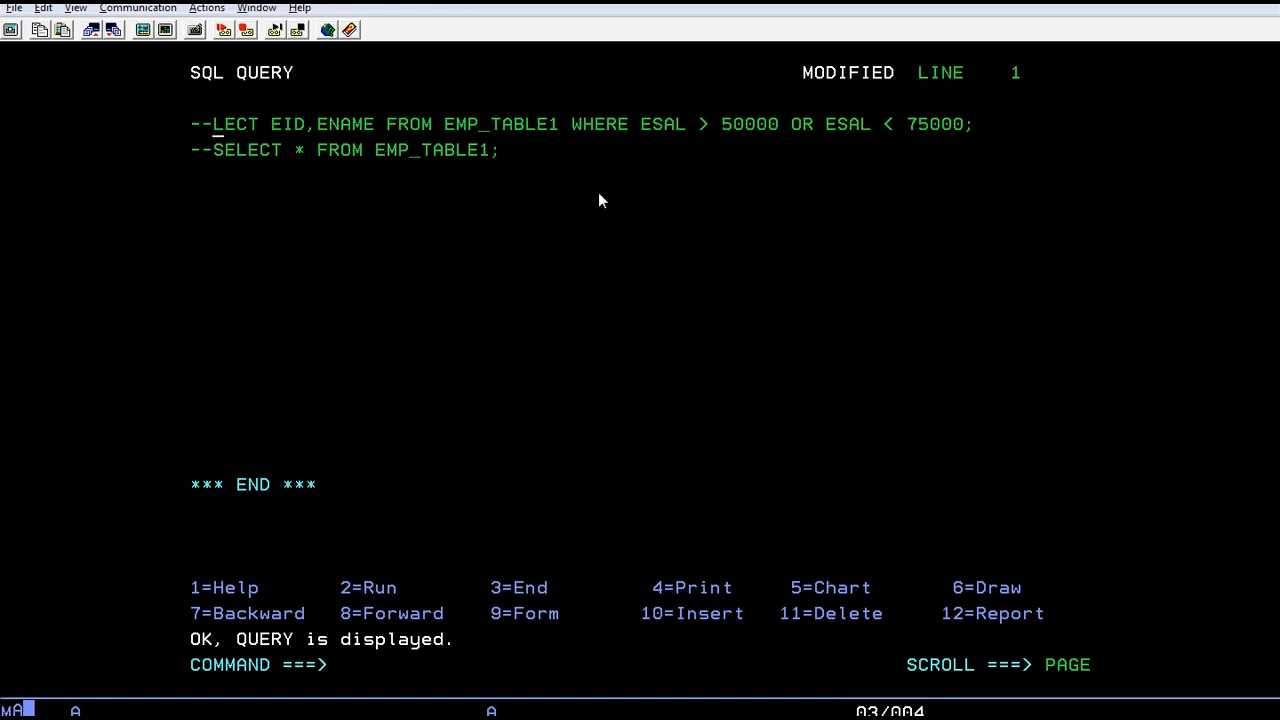 File Edit View Communication Actions Window Help
SQL QUERY MODIFIED LINE 1
--LECT EID,ENAME FROM EMP_TABLE1 WHERE ESAL > 50000 OR ESAL < 75000;
--SELECT * FROM EMP_TABLE1;
*** END ***
1=Help 2=Run 3=End 4=Print 5=Chart 6=Draw
7=Backward 8=Forward 9=Form 10=Insert 11=Delete 12=Report
OK, QUERY is displayed.
COMMAND ===> SCROLL ===> PAGE
MA A A 03/004